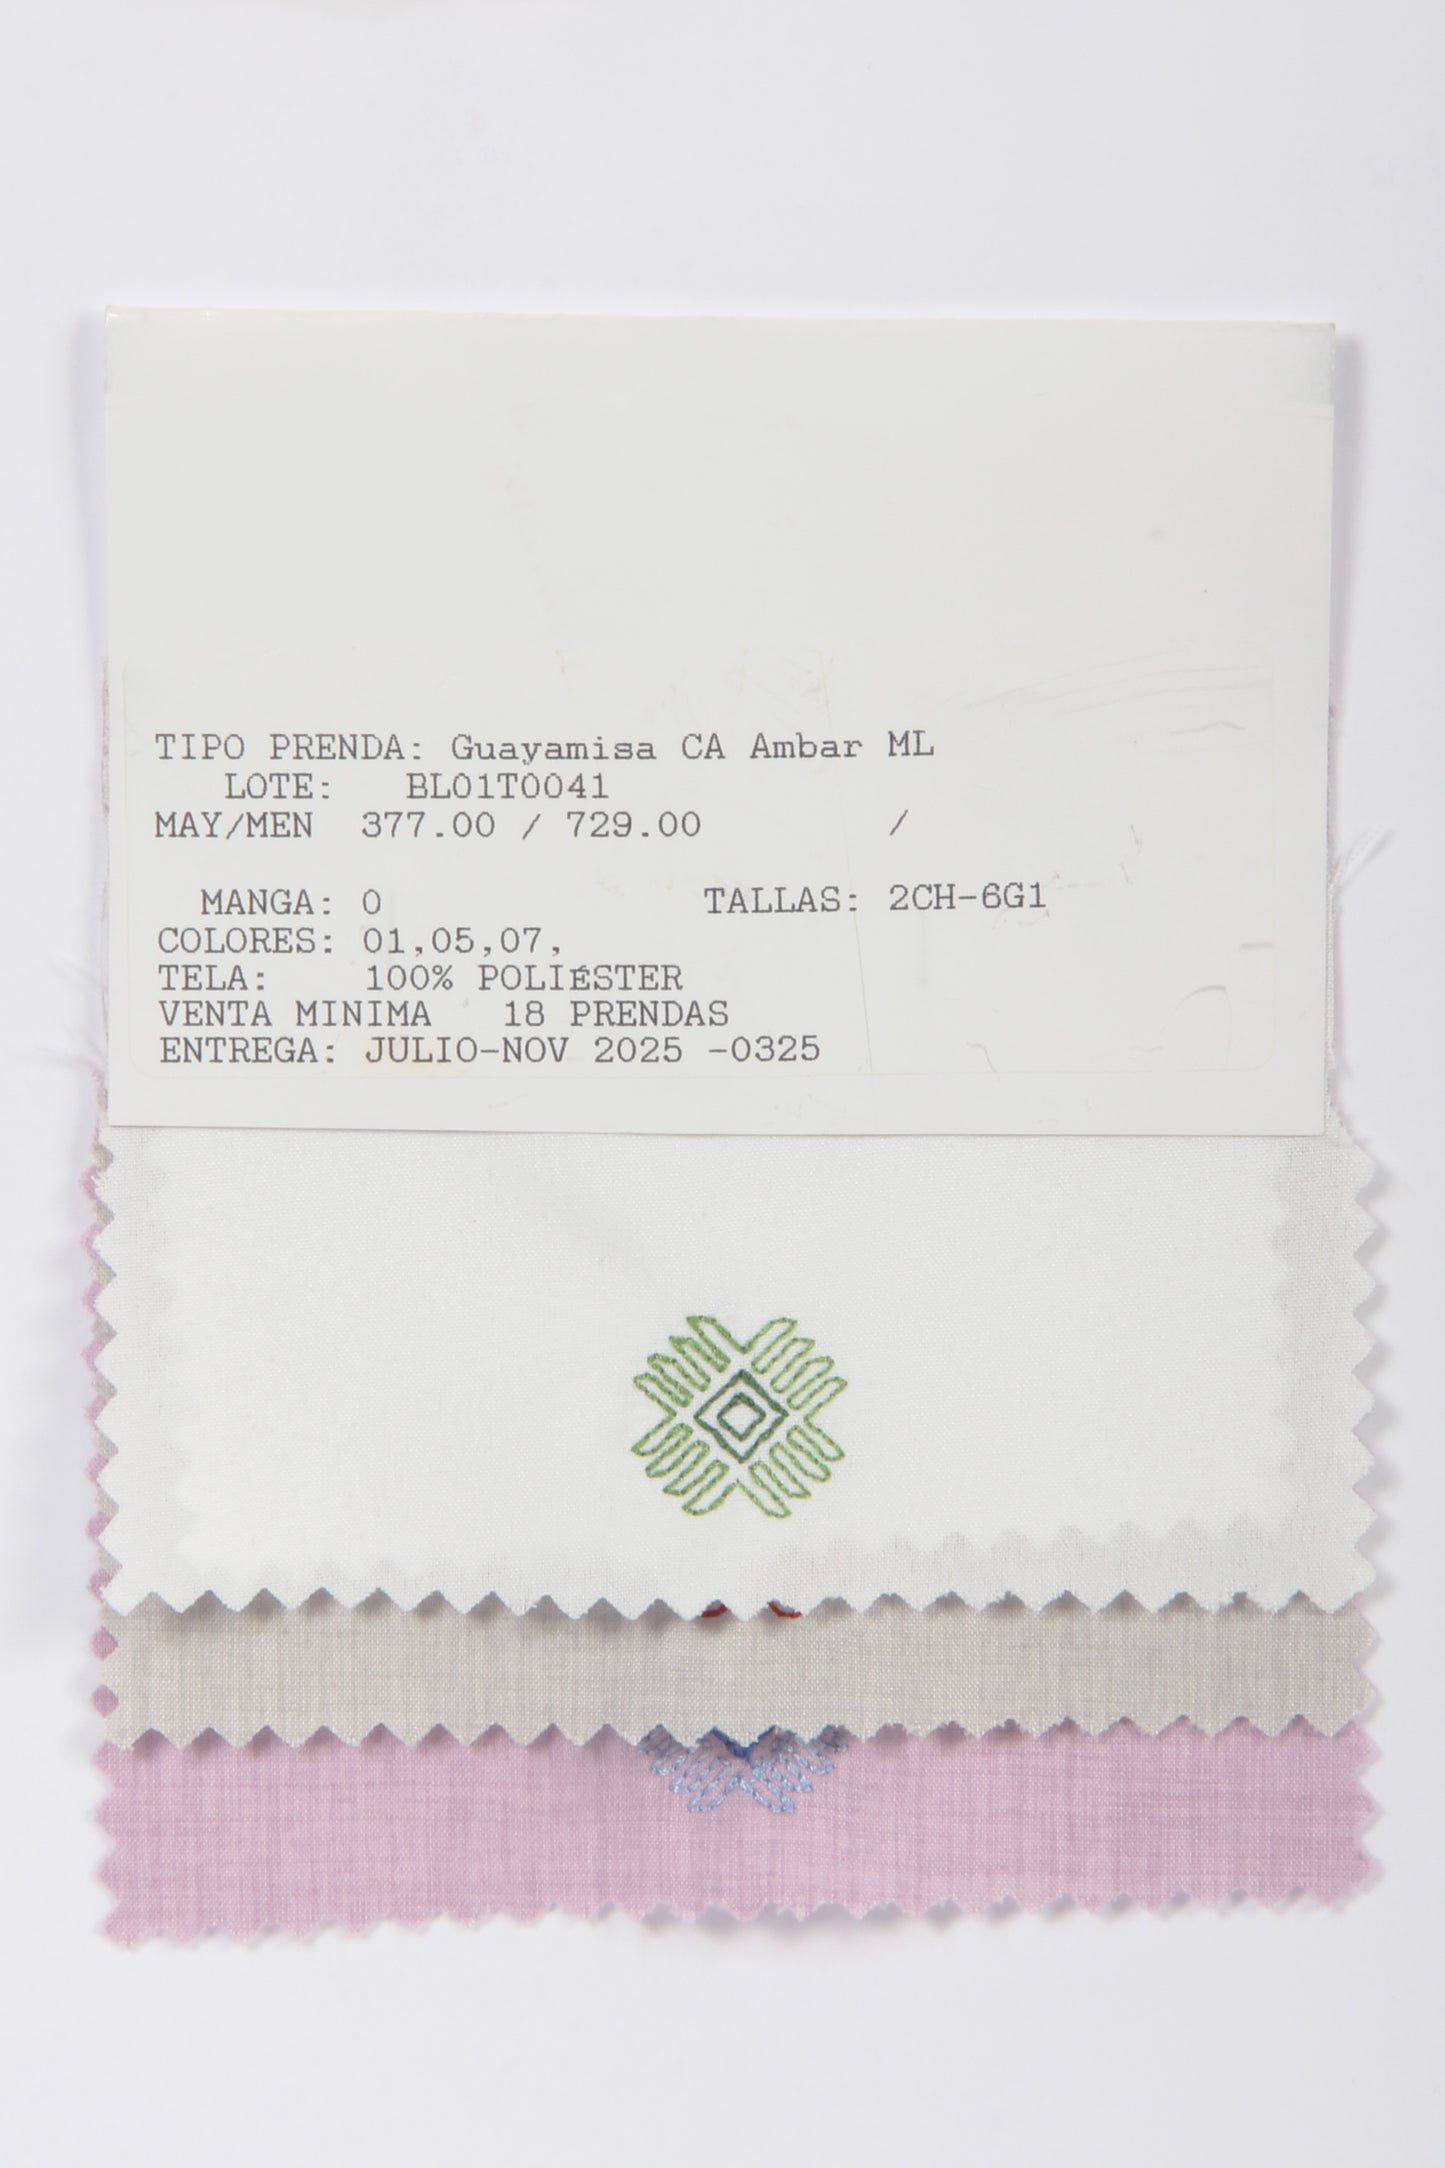 TIPO PRENDA: Guayamisa CA Ambar ML
LOTE: BL01T0041
MAY/MEN 377.00 / 729.00 /
MANGA: 0 TALLAS: 2CH-6G1
COLORES: 01,05,07,
TELA: 100% POLIéSTER
VENTA MINIMA 18 PRENDAS
ENTREGA: JULIO-NOV 2025 -0325